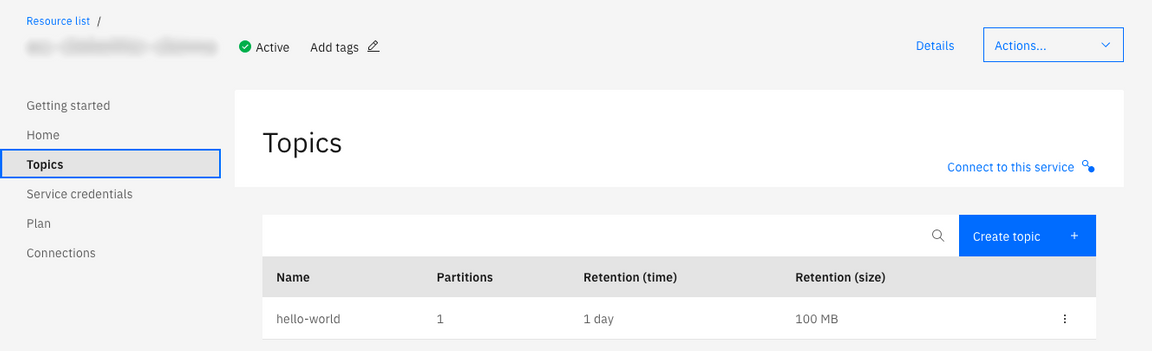 Resource list /
Active Add tags Details Actions...
Getting started
Home
Topics
Service credentials
Plan
Connections
Topics
Connect to this service
Create topic +
Name Partitions Retention (time) Retention (size)
hello-world 1 1 day 100 MB